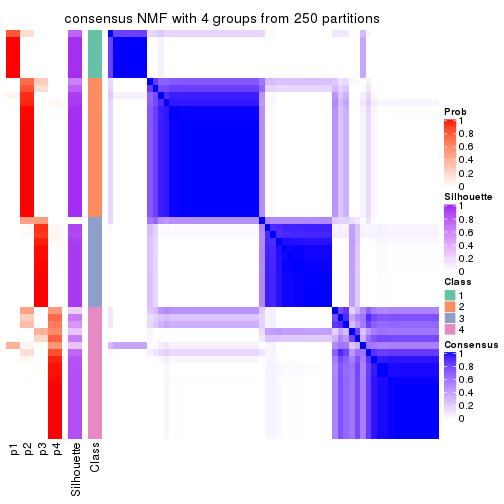 consensus NMF with 4 groups from 250 partitions
Prob
1
0.8
0.6
0.4
0.2
0
Silhouette
1
0.8
0.6
0.4
0.2
0
Class
1
2
3
4
Consensus
1
0.8
0.6
0.4
0.2
0
p1
p2
p3
p4
Silhouette
Class